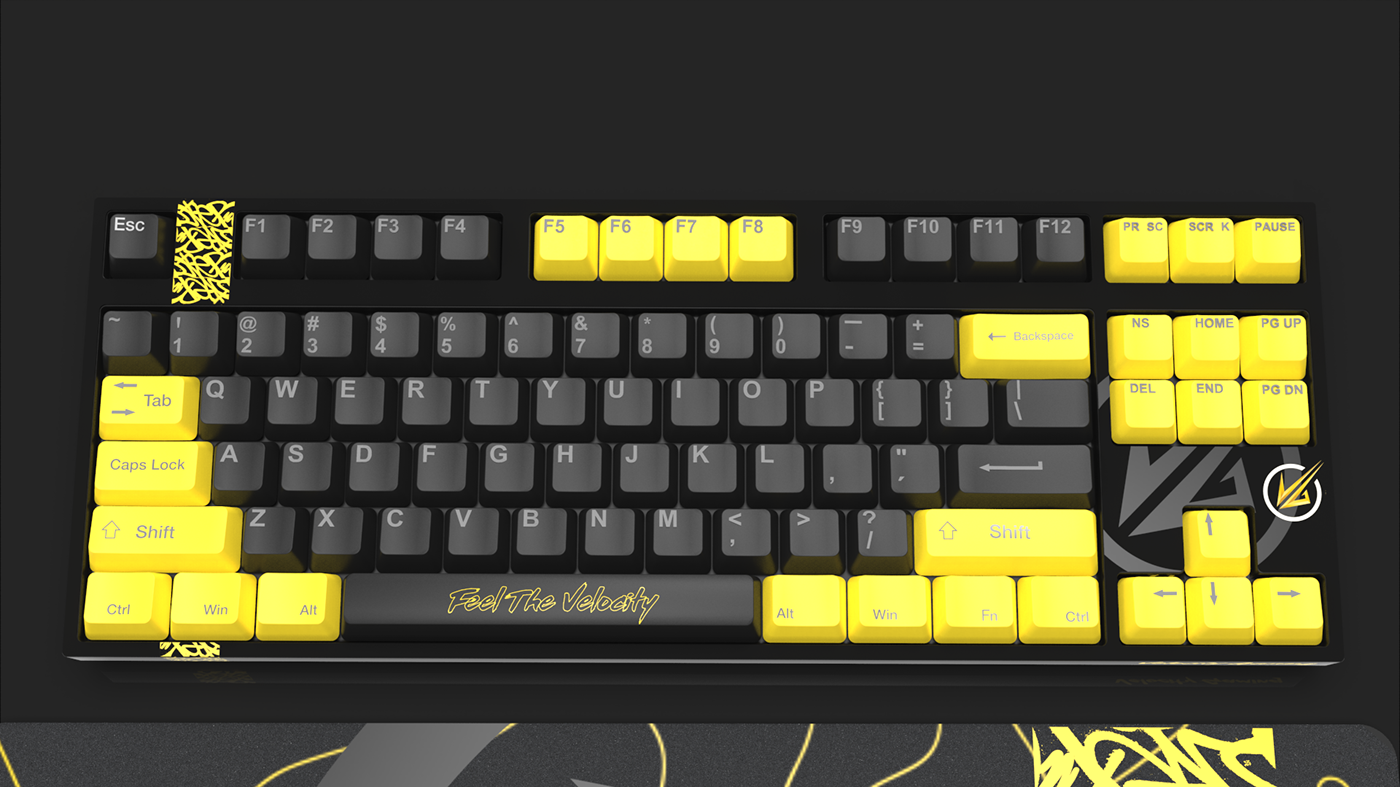 Esc F1 F2 F3 F4 F5 F6 F7 F8 F9 F10 F11 F12 PR SC SCR K PAUSE
~ ' @ # $ % ^ & * ( ) — +
1 2 3 4 5 6 7 8 9 0 - = ← Backspace NS HOME PG UP
← → Tab Q W E R T Y U I O P { [ } ] | \ DEL END PG DN
Caps Lock A S D F G H J K L , " ′ ←
⇧ Shift Z X C V B N M < , > ? / ⇧ Shift ↑
Ctrl Win Alt Feel The Velocity Alt Win Fn Ctrl ← ↓ →